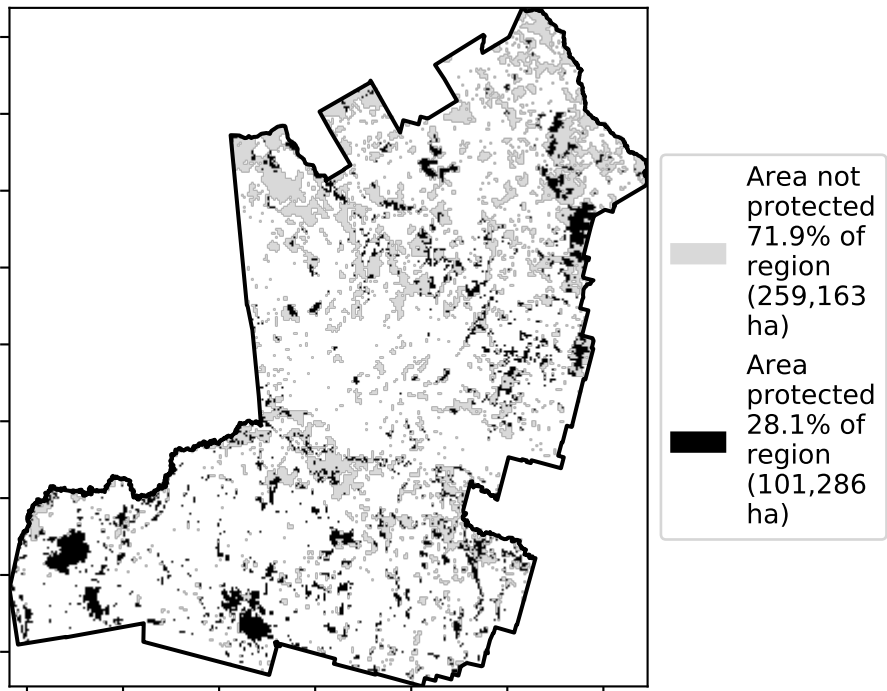 Area not
protected
71.9% of
region
(259,163
ha)
Area
protected
28.1% of
region
(101,286
ha)